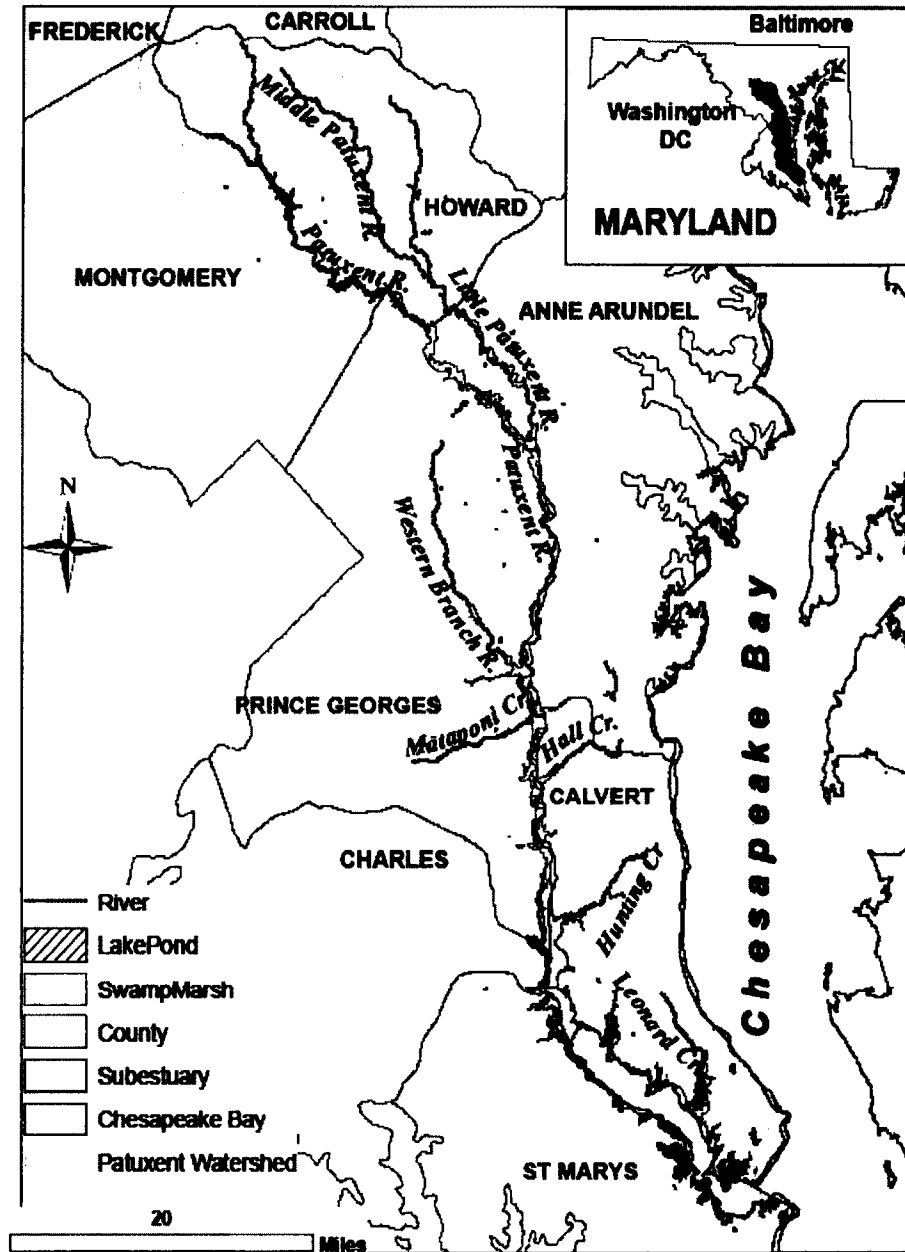 CARROLL
FREDERICK
Baltimore
Washington
DC
MARYLAND
Middle Patuxent R.
HOWARD
Patuxent R.
MONTGOMERY
Little Patuxent R.
ANNE ARUNDEL
Patuxent R.
N
Western Branch R.
PRINCE GEORGES
Mataponi Cr.
Hall Cr.
CALVERT
Chesapeake Bay
CHARLES
Hunting Cr
Leonard Cr.
ST MARYS
River
LakePond
SwampMarsh
County
Subestuary
Chesapeake Bay
Patuxent Watershed
20
Miles